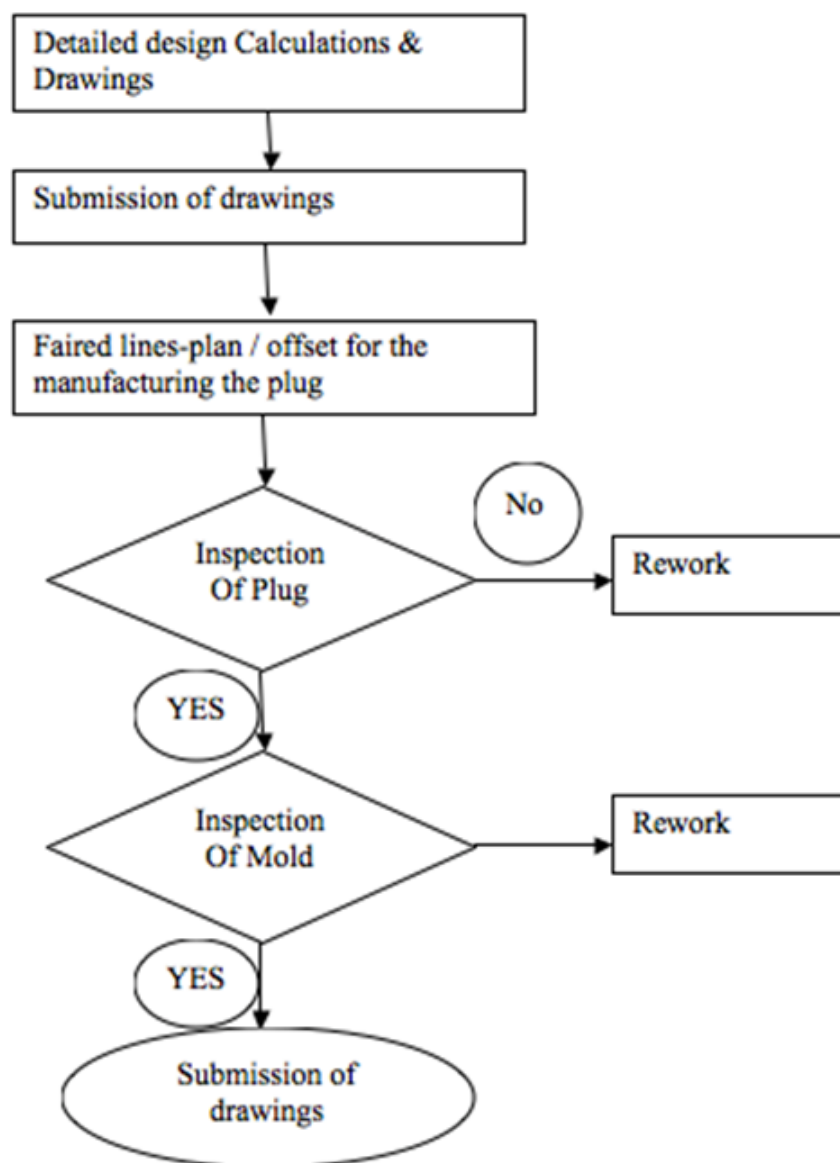 Detailed design Calculations &
Drawings
Submission of drawings
Faired lines-plan / offset for the
manufacturing the plug
No
Inspection
Of Plug
Rework
YES
Inspection
Of Mold
Rework
YES
Submission of
drawings